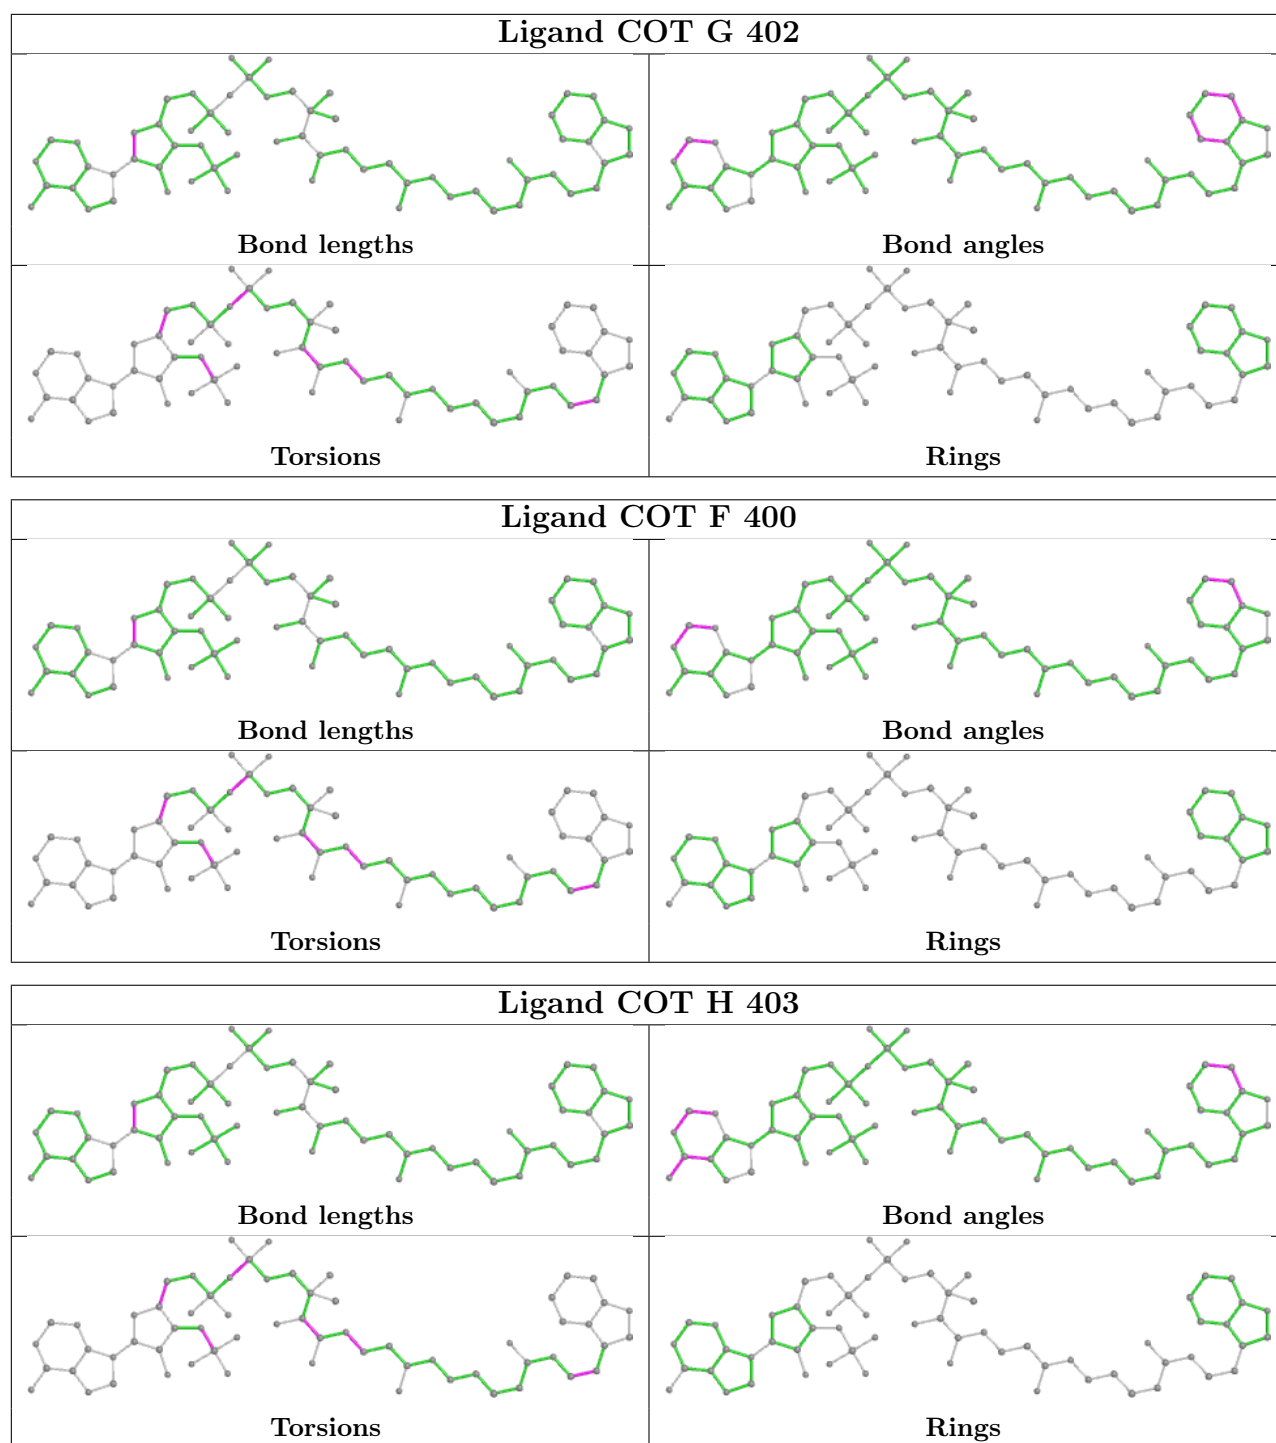 Ligand COT G 402
Bond lengths
Bond angles
Torsions
Rings
Ligand COT F 400
Bond lengths
Bond angles
Torsions
Rings
Ligand COT H 403
Bond lengths
Bond angles
Torsions
Rings